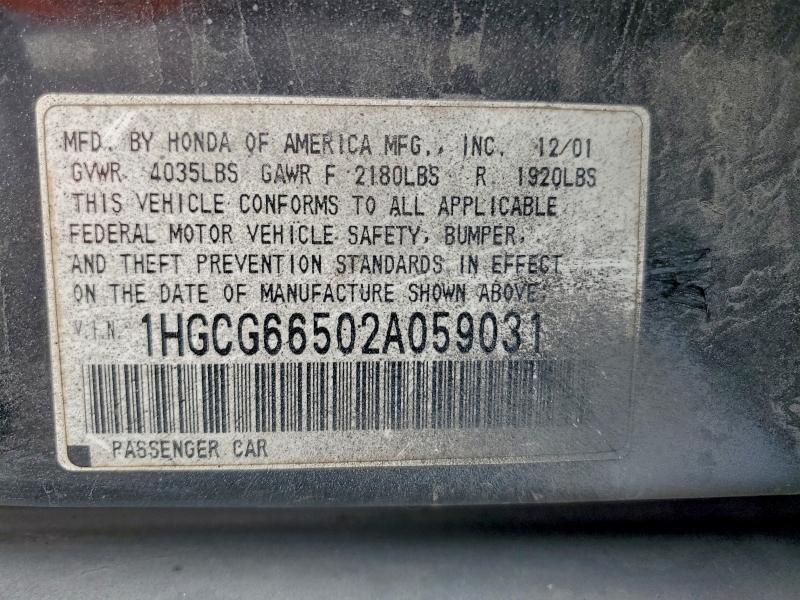 MFD. BY HONDA OF AMERICA MFG., INC. 12/01
GVWR 4035LBS GAWR F 2180LBS R 1920LBS
THIS VEHICLE CONFORMS TO ALL APPLICABLE
FEDERAL MOTOR VEHICLE SAFETY, BUMPER,
AND THEFT PREVENTION STANDARDS IN EFFECT
ON THE DATE OF MANUFACTURE SHOWN ABOVE.
V.I.N. 1HGCG66502A059031
PASSENGER CAR